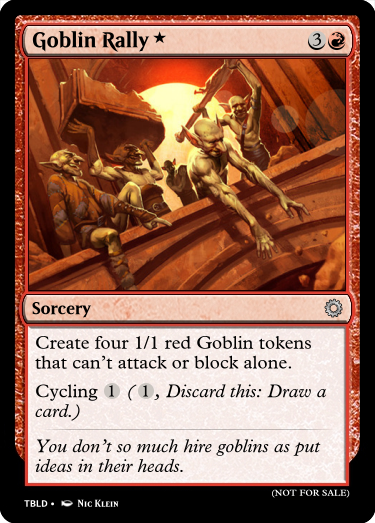 Goblin Rally ★ 3
Sorcery
Create four 1/1 red Goblin tokens
that can't attack or block alone.
Cycling 1 (1, Discard this: Draw a
card.)
You don't so much hire goblins as put
ideas in their heads.
(NOT FOR SALE)
TBLD • Nic Klein